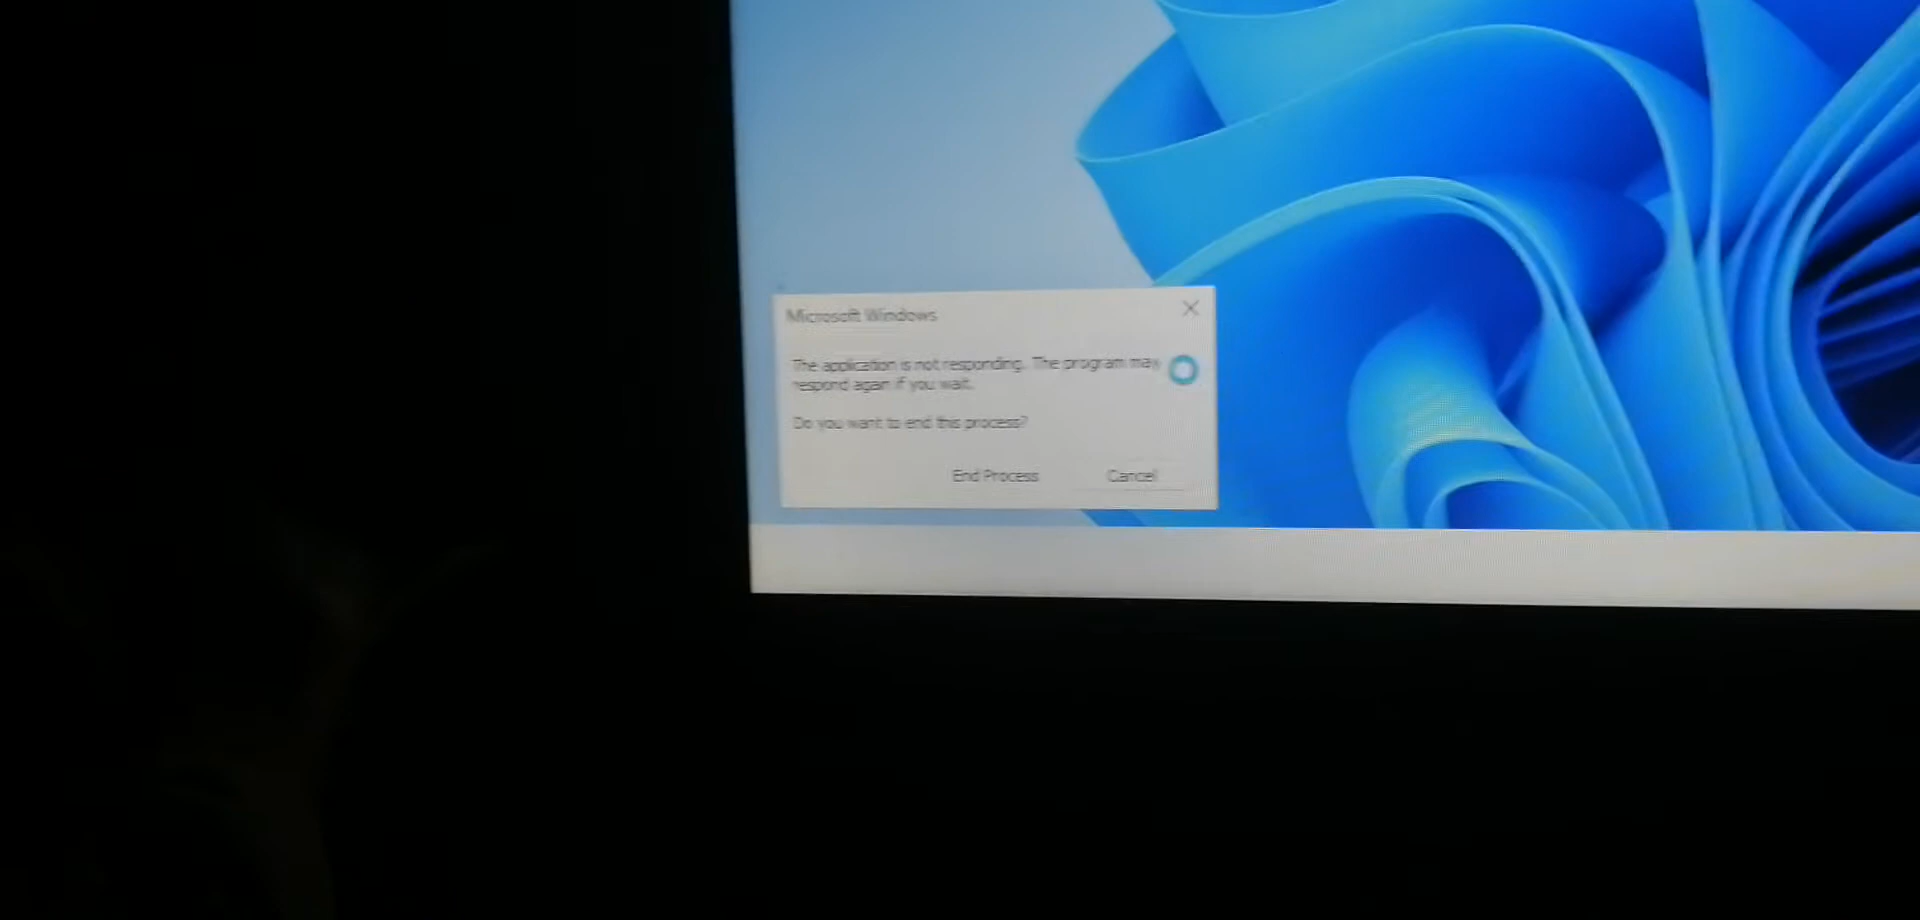 Microsoft Windows
The application is not responding. The program may
respond again if you wait.
Do you want to end this process?
End Process
Cancel